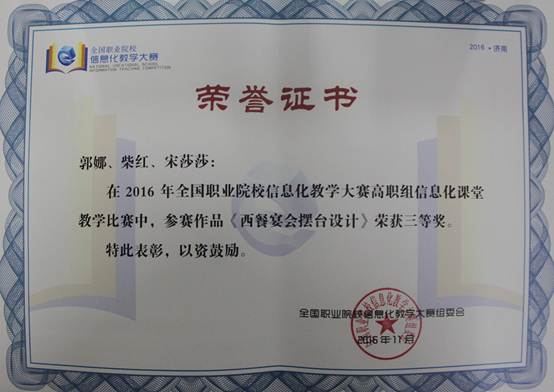 全国职业院校
信息化教学大赛
NATIONAL VOCATIONAL SCHOOL
INFORMATION TEACHING COMPETITION
2016·济南
荣誉证书
郭娜、柴红、宋莎莎：
在2016年全国职业院校信息化教学大赛高职组信息化课堂
教学比赛中，参赛作品《西餐宴会摆台设计》荣获三等奖。
特此表彰，以资鼓励。
全国职业院校信息化教学大赛组委会
2016年11月